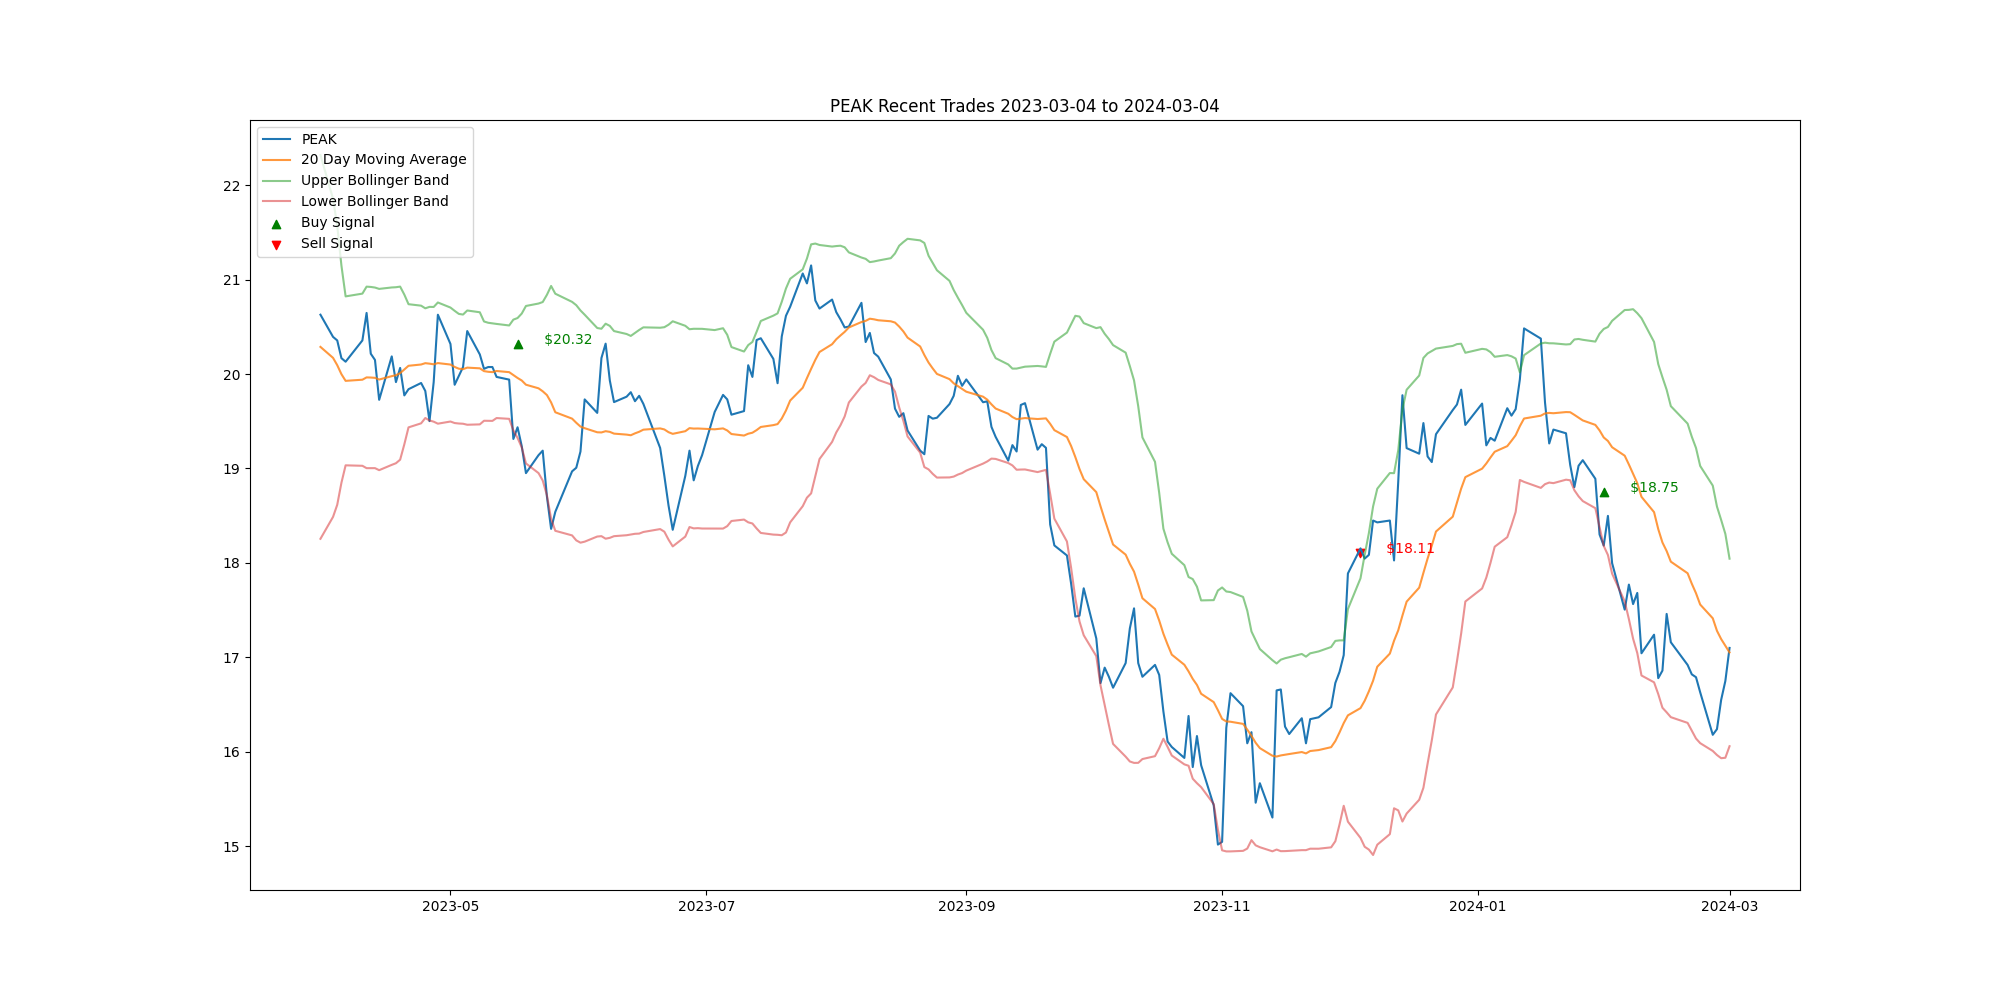 PEAK Recent Trades 2023-03-04 to 2024-03-04
PEAK
20 Day Moving Average
Upper Bollinger Band
Lower Bollinger Band
Buy Signal
Sell Signal
22
21
20
19
18
17
16
15
$20.32
$18.75
$18.11
2023-05
2023-07
2023-09
2023-11
2024-01
2024-03